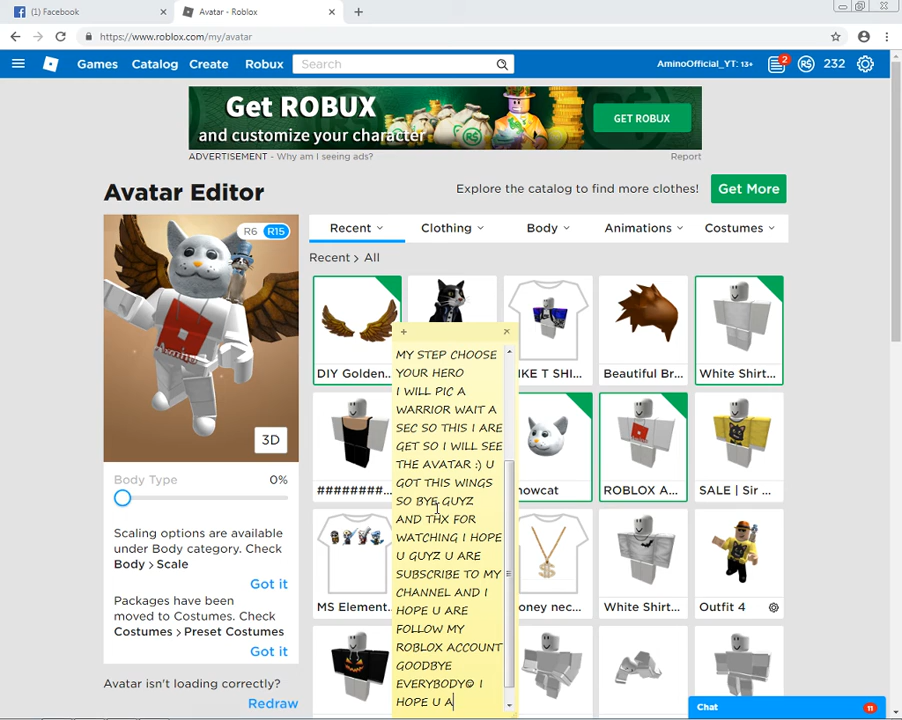 (1) Facebook
Avatar - Roblox
https://www.roblox.com/my/avatar
Games Catalog Create Robux Search AminoOfficial_YT: 13+ 2 232
Get ROBUX
and customize your character
GET ROBUX
ADVERTISEMENT - Why am I seeing ads? Report
Avatar Editor
Explore the catalog to find more clothes! Get More
R6 R15
3D
Recent Clothing Body Animations Costumes
Recent > All
DIY Golden...
IKE T SHI...
Beautiful Br...
White Shirt...
########...
nowcat
ROBLOX A...
SALE | Sir ...
MS Element...
oney nec...
White Shirt...
Outfit 4
MY STEP CHOOSE
YOUR HERO
I WILL PIC A
WARRIOR WAIT A
SEC SO THIS I ARE
GET SO I WILL SEE
THE AVATAR :) U
GOT THIS WINGS
SO BYE GUYZ
AND THX FOR
WATCHING I HOPE
U GUYZ U ARE
SUBSCRIBE TO MY
CHANNEL AND I
HOPE U ARE
FOLLOW MY
ROBLOX ACCOUNT
GOODBYE
EVERYBODY☺ I
HOPE U A
Body Type 0%
Scaling options are available
under Body category. Check
Body > Scale
Got it
Packages have been
moved to Costumes. Check
Costumes > Preset Costumes
Got it
Avatar isn't loading correctly?
Redraw
Chat 11